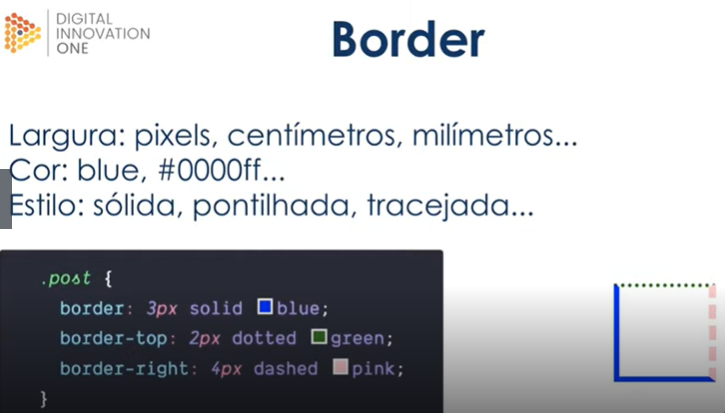 DIGITAL
INNOVATION
ONE
Border
Largura: pixels, centímetros, milímetros...
Cor: blue, #0000ff...
Estilo: sólida, pontilhada, tracejada...
.post {
border: 3px solid blue;
border-top: 2px dotted green;
border-right: 4px dashed pink;
}